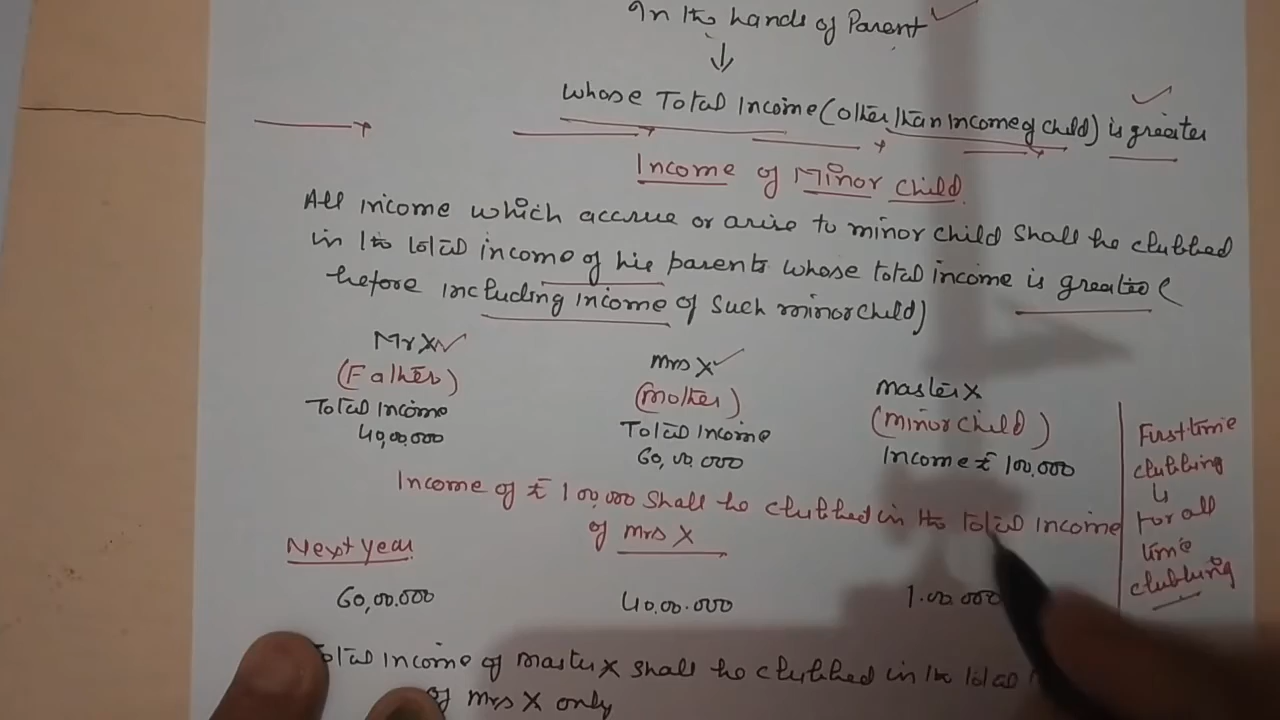 In the hands of Parent
whose Total Income (other than Income of child) is greater
Income of Minor child.
All income which accrue or arise to minor child shall be clubbed
in the total income of his parents whose total income is greater (
before including income of such minor child)
Mr X
(Father)
Total Income
40,00,000
Mrs X
(Mother)
Total Income
60,00,000
master X
(minor child)
Income ₹ 100,000
First time
clubbing
is
For all
time
clubbing
Income of ₹ 100,000 shall be clubbed in the total income
of Mrs X
Next year
60,00.000 40.00.000 1.00.000
Total Income of master X shall be clubbed in the total
of Mrs X only